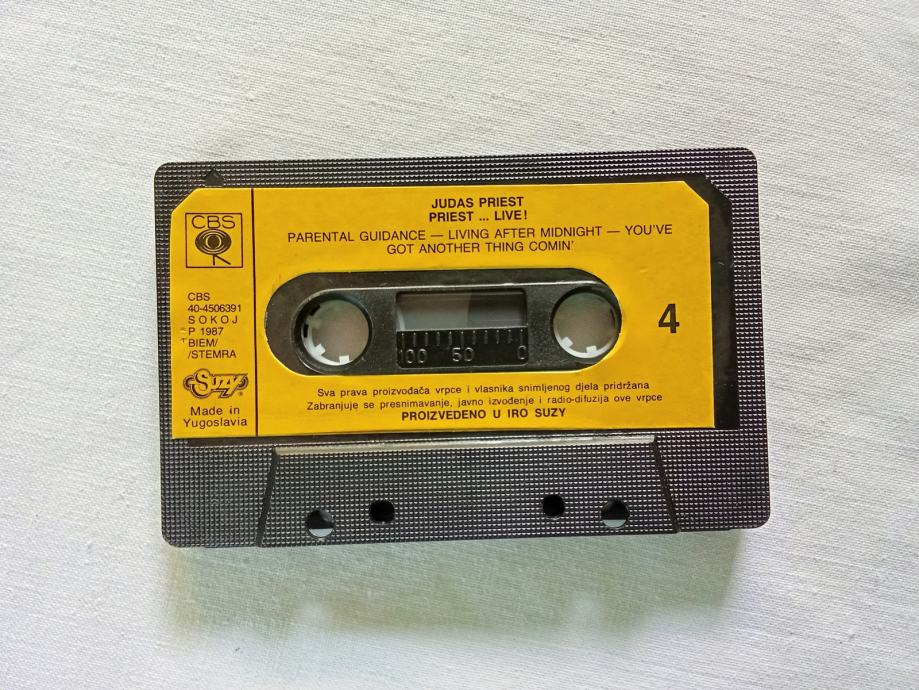 JUDAS PRIEST
PRIEST ... LIVE!
PARENTAL GUIDANCE — LIVING AFTER MIDNIGHT — YOU'VE
GOT ANOTHER THING COMIN'
CBS
CBS
40-4506391
SOKOJ
P 1987
BIEM/
/STEMRA
Suzy
Made in
Yugoslavia
100 50 0
4
Sva prava proizvođača vrpce i vlasnika snimljenog djela pridržana
Zabranjuje se presnimavanje, javno izvođenje i radio-difuzija ove vrpce
PROIZVEDENO U IRO SUZY